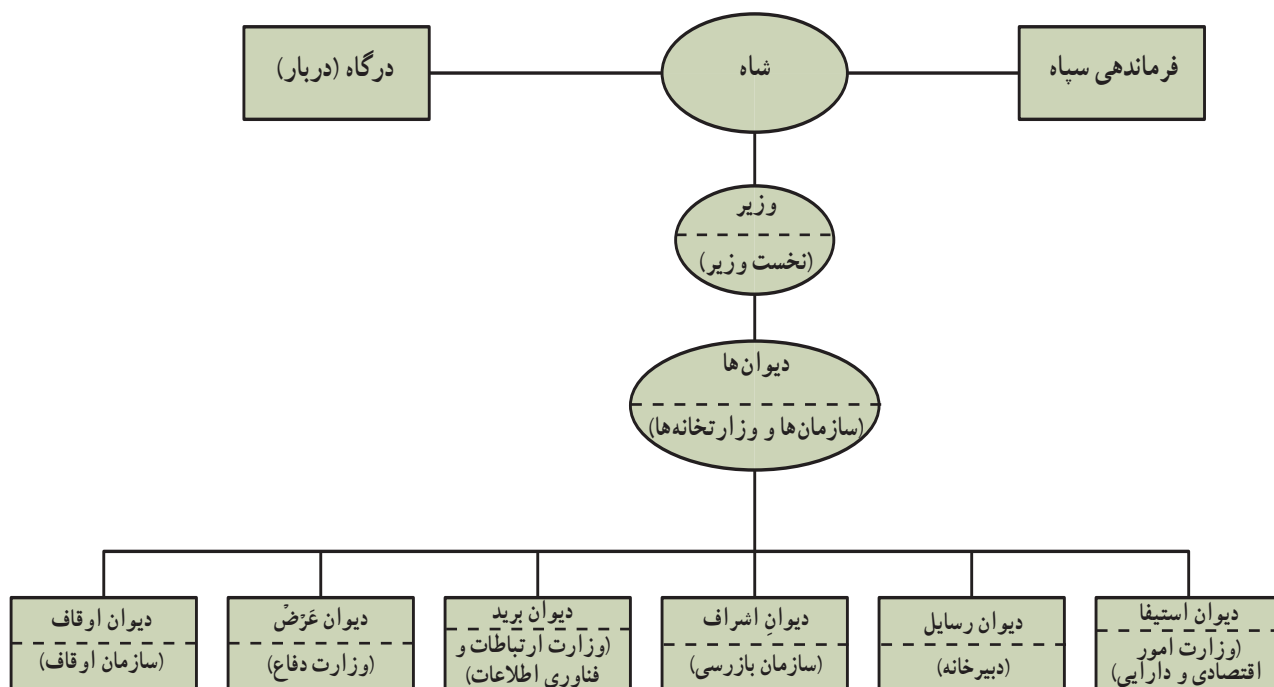 فرماندهی سپاه
شاه
درگاه (دربار)
وزیر
(نخست وزیر)
دیوان‌ها
(سازمان‌ها و وزارتخانه‌ها)
دیوان استیفا
(وزارت امور
اقتصادی و دارایی)
دیوان رسایل
(دبیرخانه)
دیوانِ اشراف
(سازمان بازرسی)
دیوان برید
(وزارت ارتباطات و
فناوری اطلاعات)
دیوان عَرْضْ
(وزارت دفاع)
دیوان اوقاف
(سازمان اوقاف)